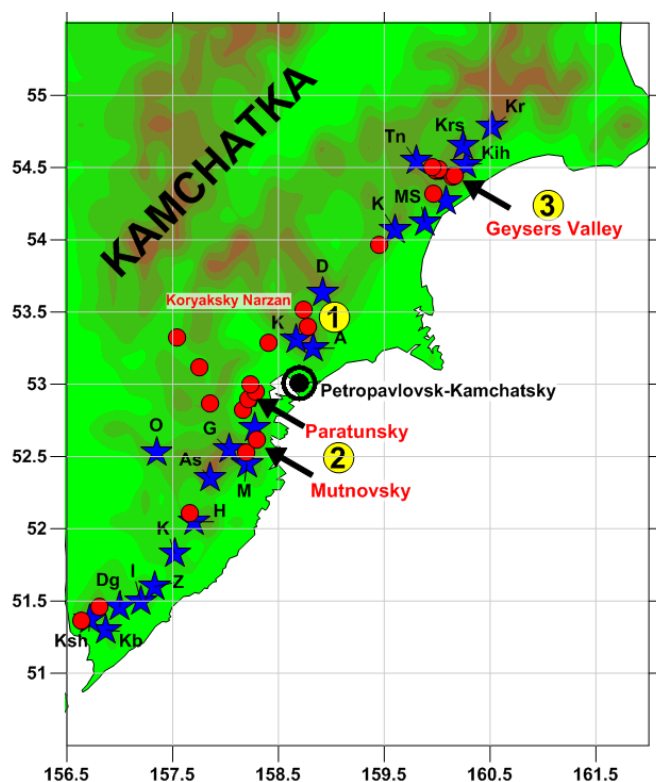 55
54.5
54
53.5
53
52.5
52
51.5
51
156.5
157.5
158.5
159.5
160.5
161.5
KAMCHATKA
Kr
Krs
Tn
Kih
MS
K
3
Geysers Valley
D
Koryaksky Narzan
1
K
A
Petropavlovsk-Kamchatsky
O
G
Paratunsky
As
2
M
Mutnovsky
H
K
I
Dg
Z
Ksh
Kb